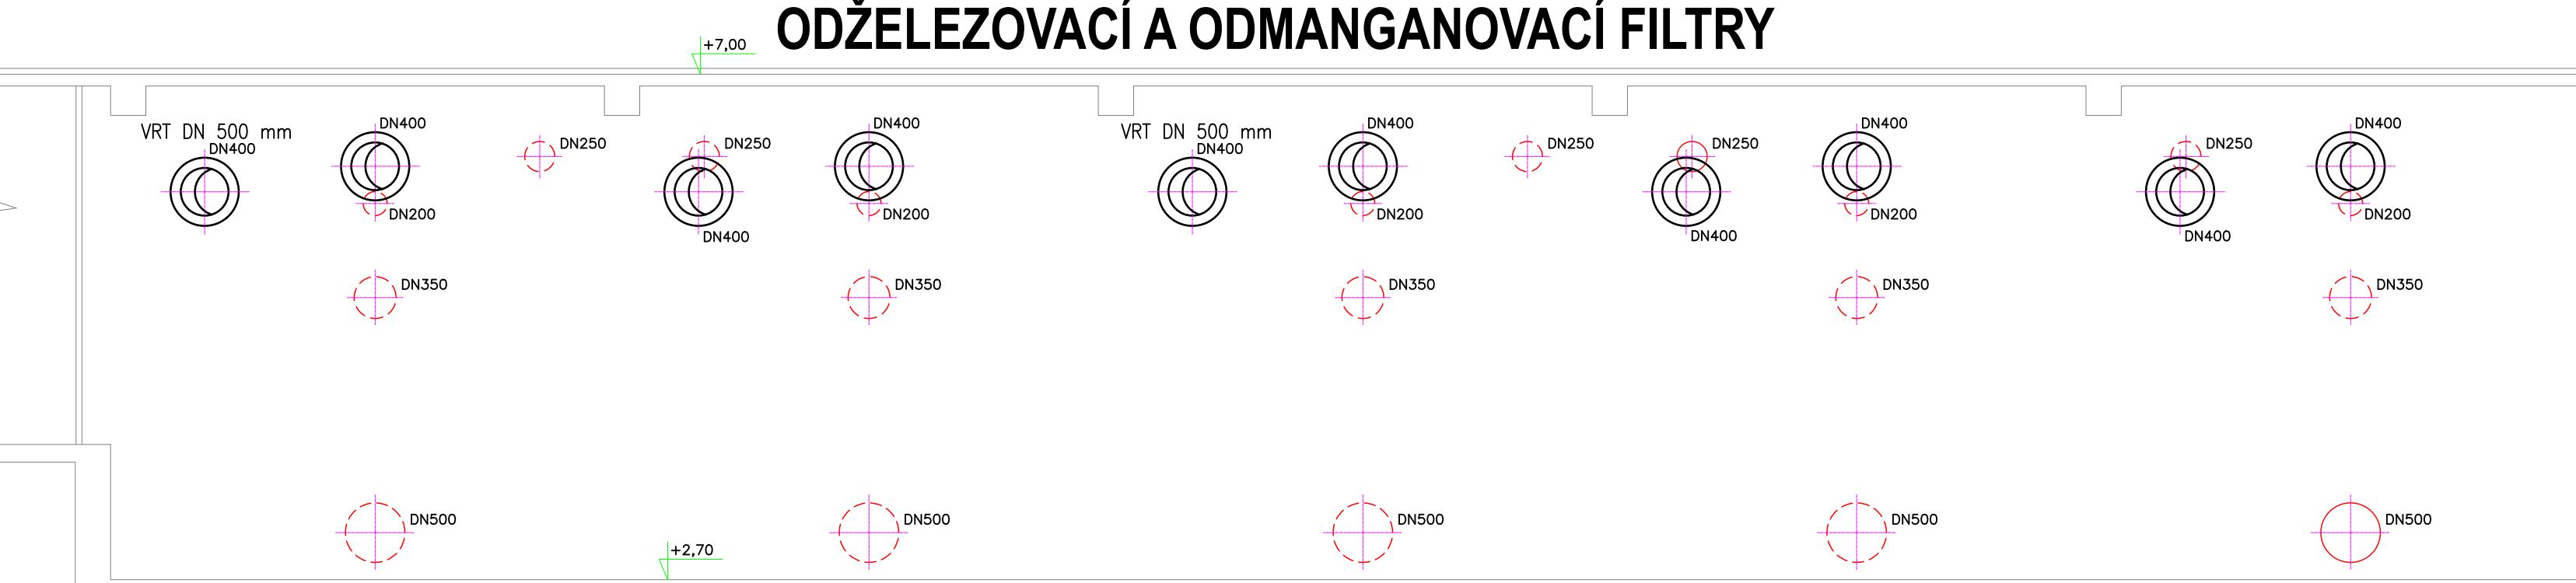 ODŽELEZOVACÍ A ODMANGANOVACÍ FILTRY
+7,00
DN400 DN400 DN400 DN400 DN400
VRT DN 500 mm VRT DN 500 mm
DN400 DN250 DN250 DN400 DN250 DN250 DN250
DN200 DN200 DN200 DN200 DN200
DN400 DN400 DN400
DN350 DN350 DN350 DN350 DN350
DN500 DN500 DN500 DN500 DN500
+2,70